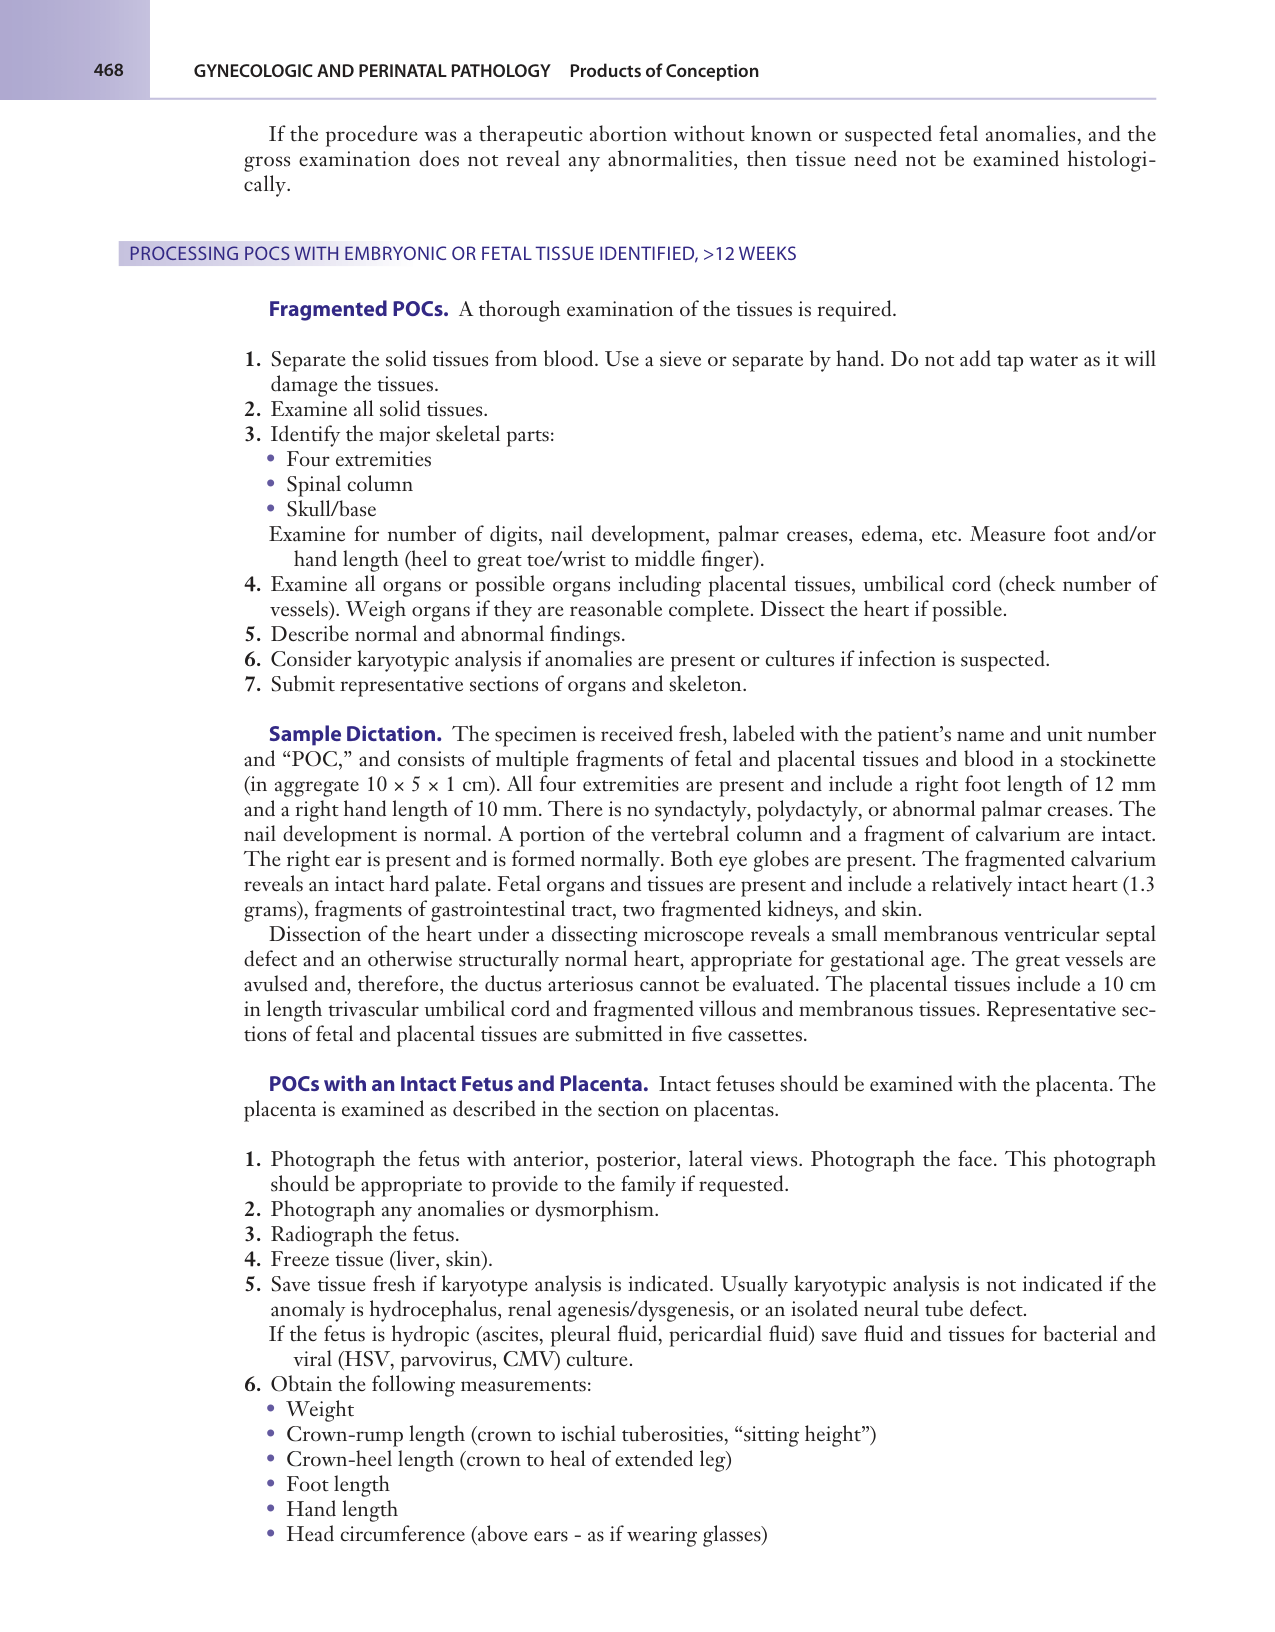 468 GYNECOLOGIC AND PERINATAL PATHOLOGY Products of Conception
If the procedure was a therapeutic abortion without known or suspected fetal anomalies, and the
gross examination does not reveal any abnormalities, then tissue need not be examined histologi-
cally.
PROCESSING POCS WITH EMBRYONIC OR FETAL TISSUE IDENTIFIED, >12 WEEKS
Fragmented POCs. A thorough examination of the tissues is required.
1. Separate the solid tissues from blood. Use a sieve or separate by hand. Do not add tap water as it will
damage the tissues.
2. Examine all solid tissues.
3. Identify the major skeletal parts:
• Four extremities
• Spinal column
• Skull/base
Examine for number of digits, nail development, palmar creases, edema, etc. Measure foot and/or
hand length (heel to great toe/wrist to middle finger).
4. Examine all organs or possible organs including placental tissues, umbilical cord (check number of
vessels). Weigh organs if they are reasonable complete. Dissect the heart if possible.
5. Describe normal and abnormal findings.
6. Consider karyotypic analysis if anomalies are present or cultures if infection is suspected.
7. Submit representative sections of organs and skeleton.
Sample Dictation. The specimen is received fresh, labeled with the patient's name and unit number
and “POC,” and consists of multiple fragments of fetal and placental tissues and blood in a stockinette
(in aggregate 10 × 5 × 1 cm). All four extremities are present and include a right foot length of 12 mm
and a right hand length of 10 mm. There is no syndactyly, polydactyly, or abnormal palmar creases. The
nail development is normal. A portion of the vertebral column and a fragment of calvarium are intact.
The right ear is present and is formed normally. Both eye globes are present. The fragmented calvarium
reveals an intact hard palate. Fetal organs and tissues are present and include a relatively intact heart (1.3
grams), fragments of gastrointestinal tract, two fragmented kidneys, and skin.
Dissection of the heart under a dissecting microscope reveals a small membranous ventricular septal
defect and an otherwise structurally normal heart, appropriate for gestational age. The great vessels are
avulsed and, therefore, the ductus arteriosus cannot be evaluated. The placental tissues include a 10 cm
in length trivascular umbilical cord and fragmented villous and membranous tissues. Representative sec-
tions of fetal and placental tissues are submitted in five cassettes.
POCs with an Intact Fetus and Placenta. Intact fetuses should be examined with the placenta. The
placenta is examined as described in the section on placentas.
1. Photograph the fetus with anterior, posterior, lateral views. Photograph the face. This photograph
should be appropriate to provide to the family if requested.
2. Photograph any anomalies or dysmorphism.
3. Radiograph the fetus.
4. Freeze tissue (liver, skin).
5. Save tissue fresh if karyotype analysis is indicated. Usually karyotypic analysis is not indicated if the
anomaly is hydrocephalus, renal agenesis/dysgenesis, or an isolated neural tube defect.
If the fetus is hydropic (ascites, pleural fluid, pericardial fluid) save fluid and tissues for bacterial and
viral (HSV, parvovirus, CMV) culture.
6. Obtain the following measurements:
• Weight
• Crown-rump length (crown to ischial tuberosities, “sitting height”)
• Crown-heel length (crown to heal of extended leg)
• Foot length
• Hand length
• Head circumference (above ears - as if wearing glasses)